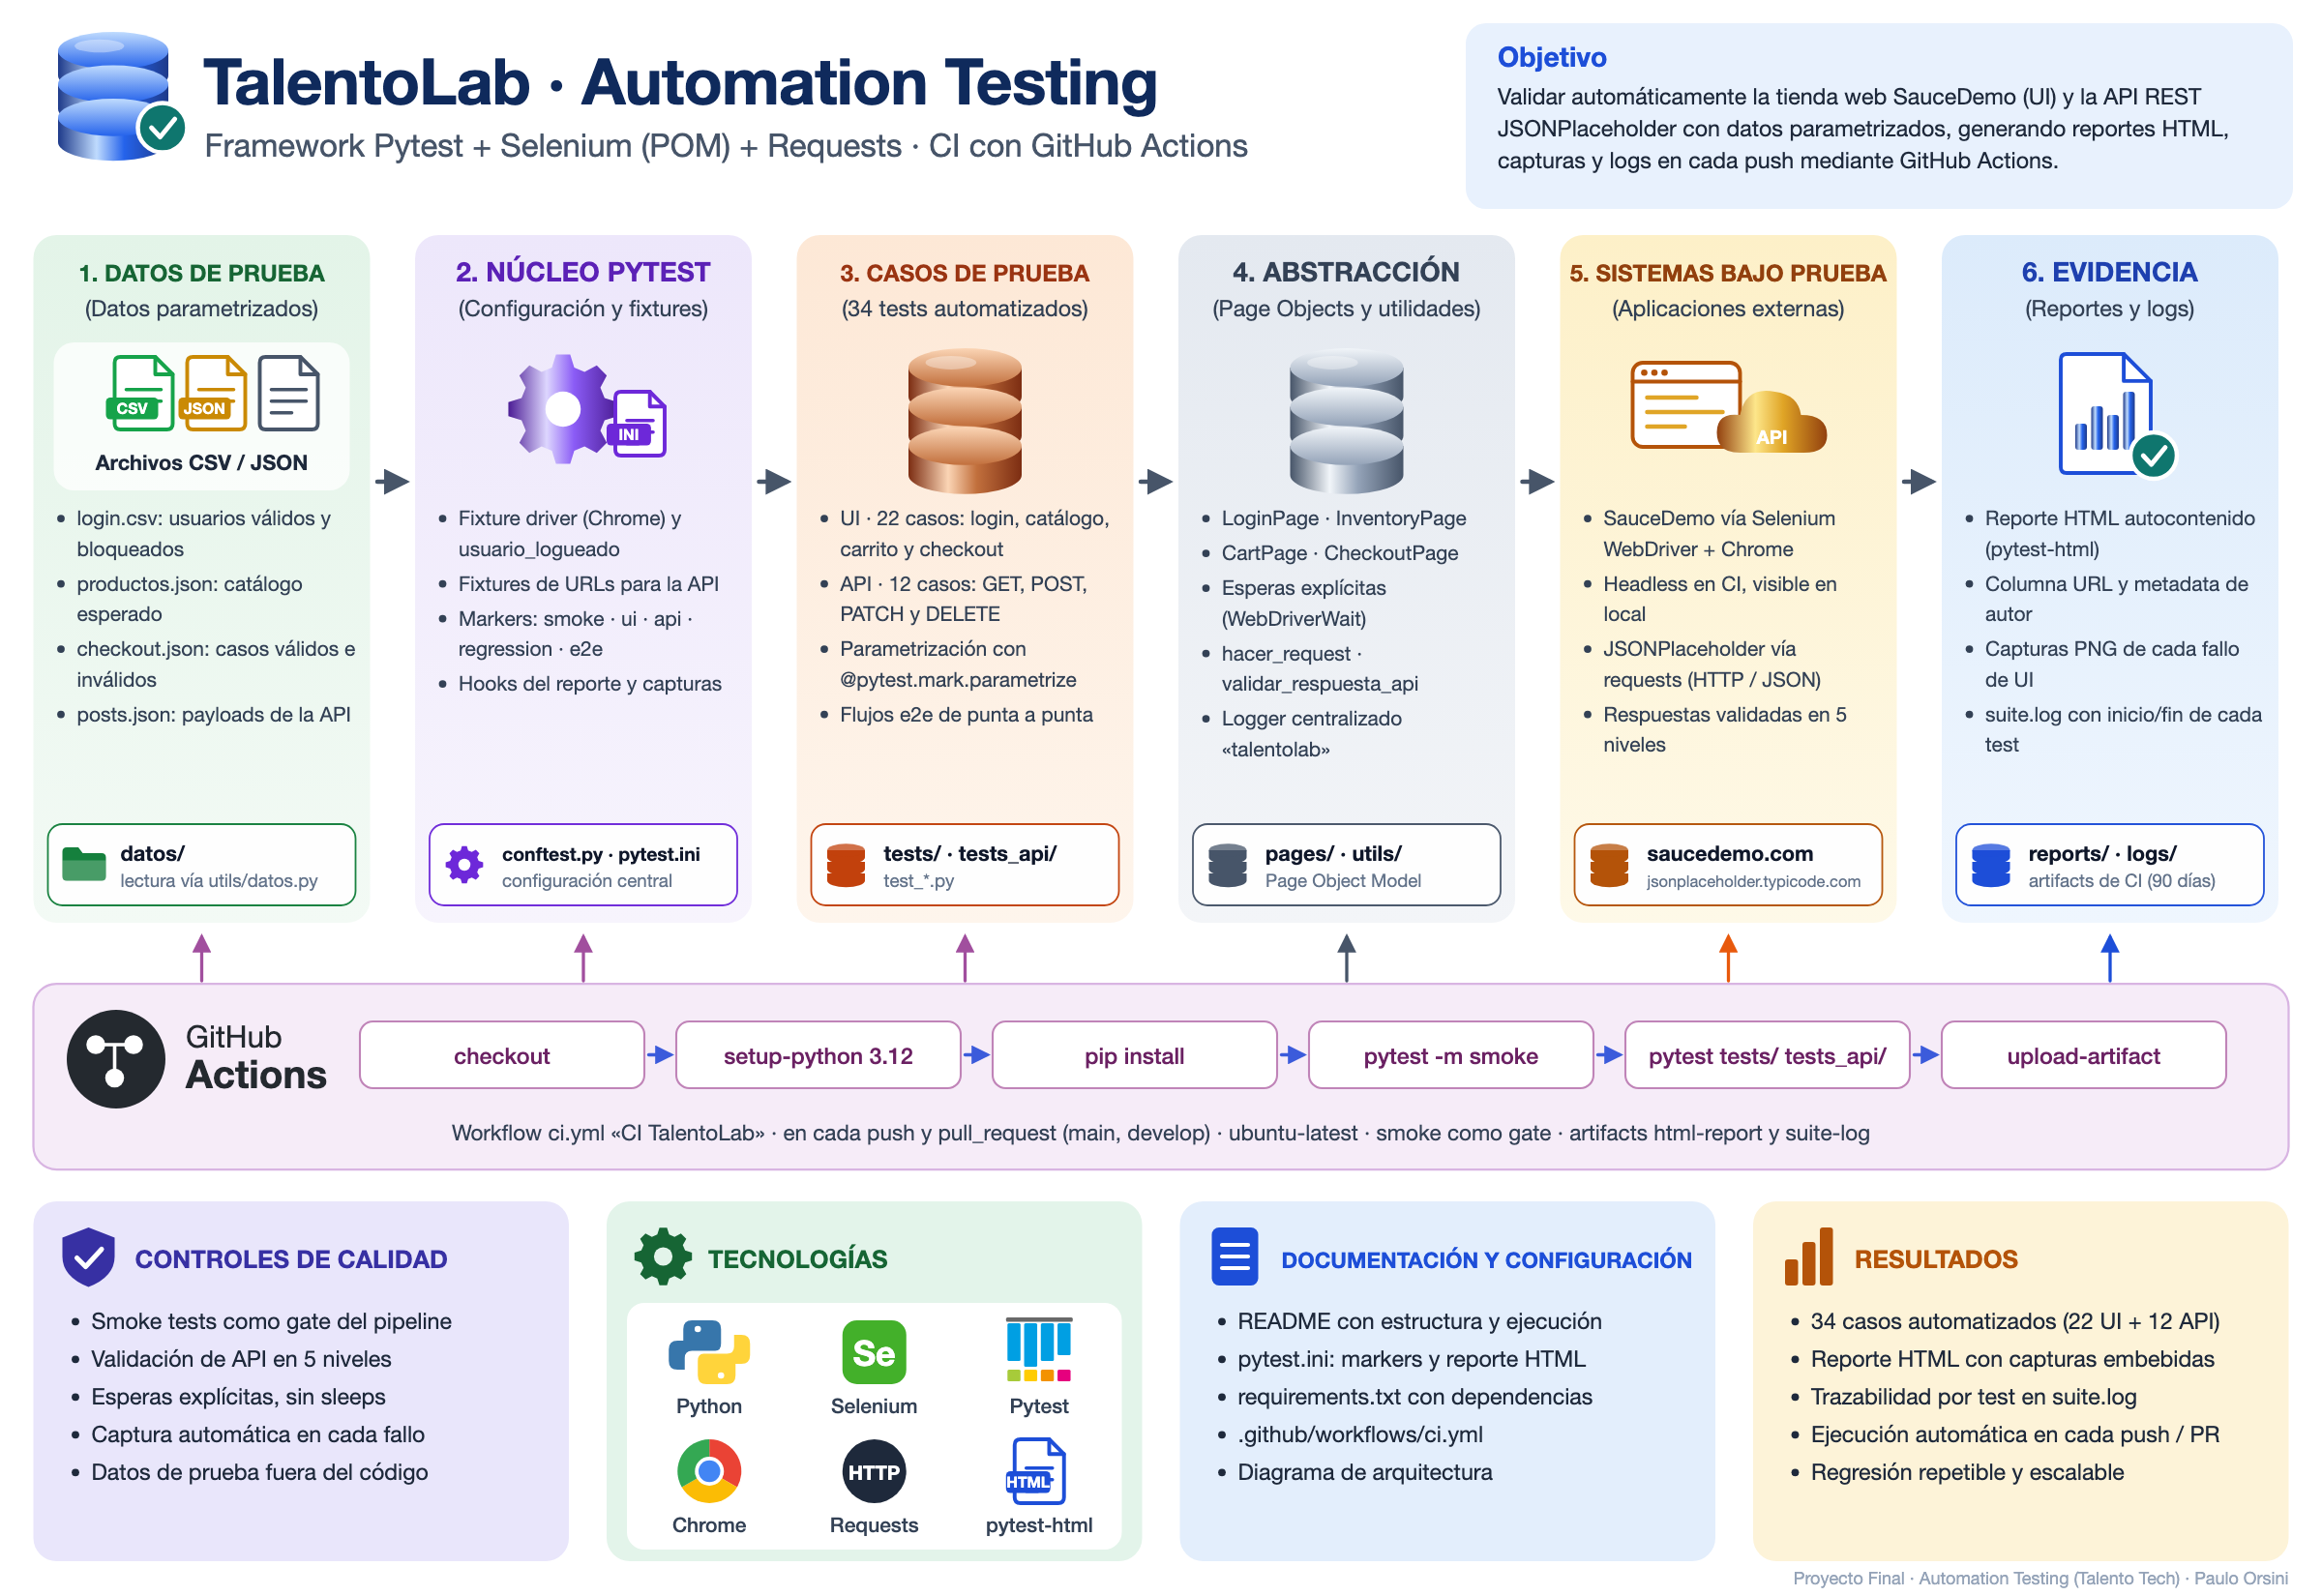 TalentoLab · Automation Testing
Framework Pytest + Selenium (POM) + Requests · CI con GitHub Actions
Objetivo
Validar automáticamente la tienda web SauceDemo (UI) y la API REST
JSONPlaceholder con datos parametrizados, generando reportes HTML,
capturas y logs en cada push mediante GitHub Actions.
1. DATOS DE PRUEBA
(Datos parametrizados)
CSV
JSON
Archivos CSV / JSON
• login.csv: usuarios válidos y
bloqueados
• productos.json: catálogo
esperado
• checkout.json: casos válidos e
inválidos
• posts.json: payloads de la API
datos/
lectura vía utils/datos.py
2. NÚCLEO PYTEST
(Configuración y fixtures)
INI
• Fixture driver (Chrome) y
usuario_logueado
• Fixtures de URLs para la API
• Markers: smoke · ui · api ·
regression · e2e
• Hooks del reporte y capturas
conftest.py · pytest.ini
configuración central
3. CASOS DE PRUEBA
(34 tests automatizados)
• UI · 22 casos: login, catálogo,
carrito y checkout
• API · 12 casos: GET, POST,
PATCH y DELETE
• Parametrización con
@pytest.mark.parametrize
• Flujos e2e de punta a punta
tests/ · tests_api/
test_*.py
4. ABSTRACCIÓN
(Page Objects y utilidades)
• LoginPage · InventoryPage
• CartPage · CheckoutPage
• Esperas explícitas
(WebDriverWait)
• hacer_request ·
validar_respuesta_api
• Logger centralizado
«talentolab»
pages/ · utils/
Page Object Model
5. SISTEMAS BAJO PRUEBA
(Aplicaciones externas)
API
• SauceDemo vía Selenium
WebDriver + Chrome
• Headless en CI, visible en
local
• JSONPlaceholder vía
requests (HTTP / JSON)
• Respuestas validadas en 5
niveles
saucedemo.com
jsonplaceholder.typicode.com
6. EVIDENCIA
(Reportes y logs)
• Reporte HTML autocontenido
(pytest-html)
• Columna URL y metadata de
autor
• Capturas PNG de cada fallo
de UI
• suite.log con inicio/fin de cada
test
reports/ · logs/
artifacts de CI (90 días)
GitHub
Actions
checkout
setup-python 3.12
pip install
pytest -m smoke
pytest tests/ tests_api/
upload-artifact
Workflow ci.yml «CI TalentoLab» · en cada push y pull_request (main, develop) · ubuntu-latest · smoke como gate · artifacts html-report y suite-log
CONTROLES DE CALIDAD
• Smoke tests como gate del pipeline
• Validación de API en 5 niveles
• Esperas explícitas, sin sleeps
• Captura automática en cada fallo
• Datos de prueba fuera del código
TECNOLOGÍAS
Python
Se
Selenium
Pytest
Chrome
HTTP
Requests
HTML
pytest-html
DOCUMENTACIÓN Y CONFIGURACIÓN
• README con estructura y ejecución
• pytest.ini: markers y reporte HTML
• requirements.txt con dependencias
• .github/workflows/ci.yml
• Diagrama de arquitectura
RESULTADOS
• 34 casos automatizados (22 UI + 12 API)
• Reporte HTML con capturas embebidas
• Trazabilidad por test en suite.log
• Ejecución automática en cada push / PR
• Regresión repetible y escalable
Proyecto Final · Automation Testing (Talento Tech) · Paulo Orsini